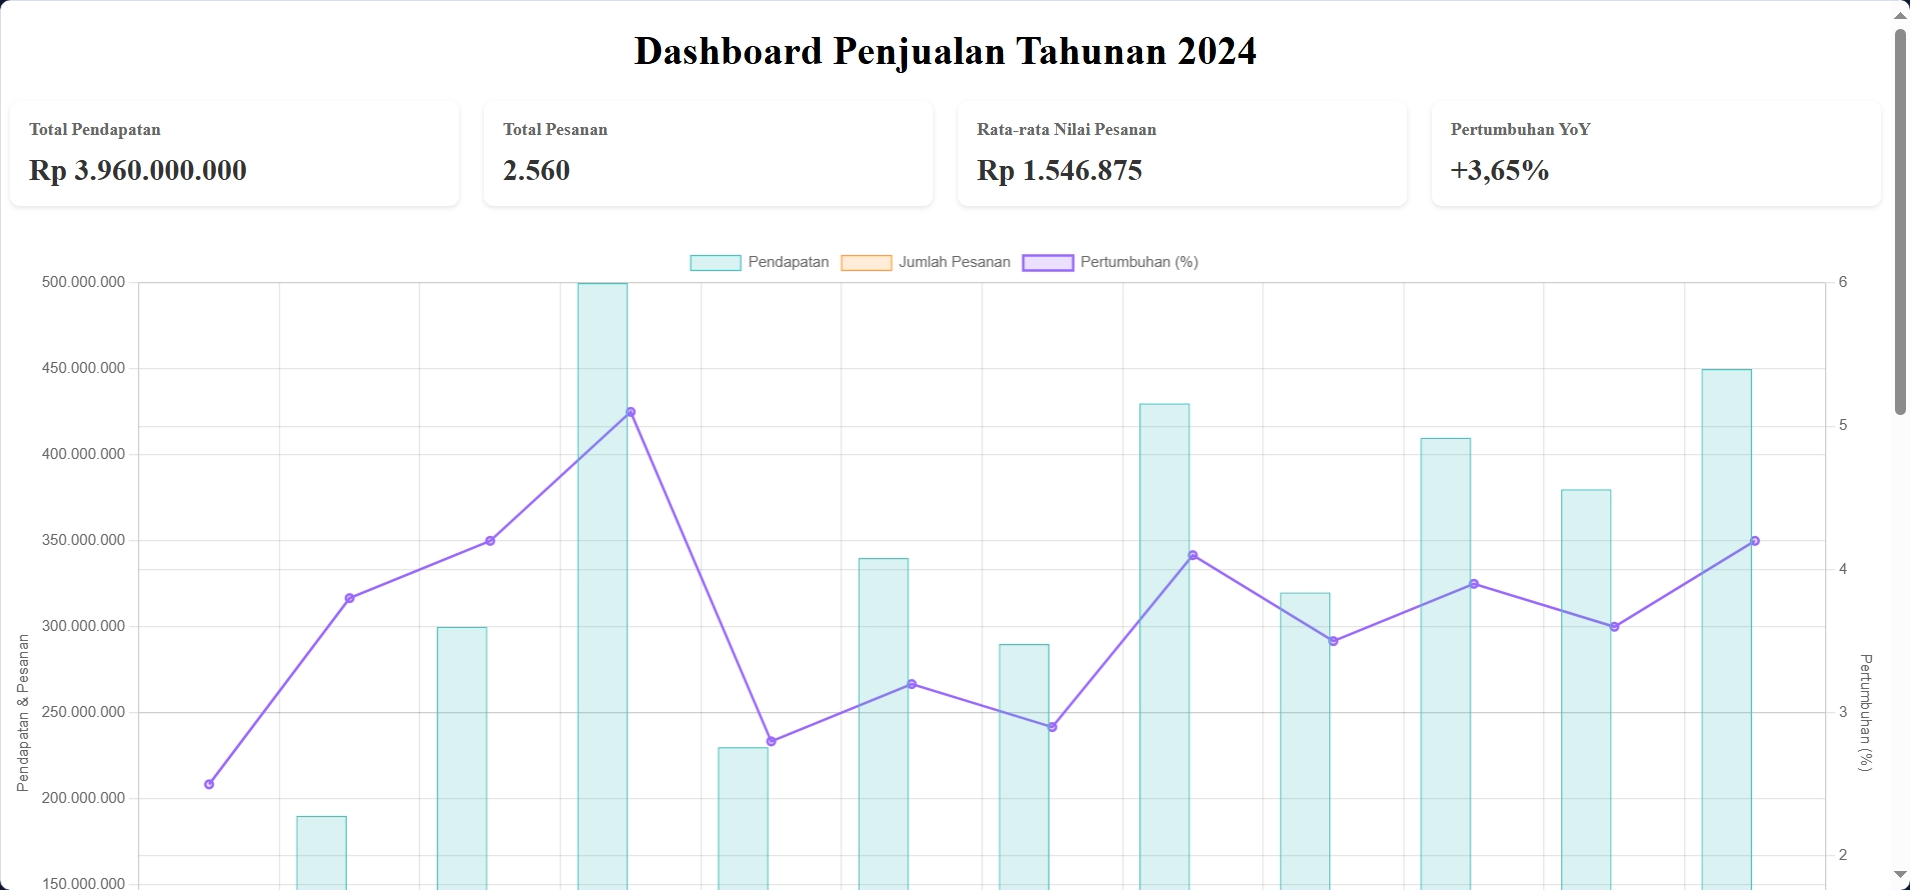 Dashboard Penjualan Tahunan 2024
Total Pendapatan
Rp 3.960.000.000
Total Pesanan
2.560
Rata-rata Nilai Pesanan
Rp 1.546.875
Pertumbuhan YoY
+3,65%
Pendapatan
Jumlah Pesanan
Pertumbuhan (%)
500.000.000
450.000.000
400.000.000
350.000.000
300.000.000
250.000.000
200.000.000
150.000.000
Pendapatan & Pesanan
6
5
4
3
2
Pertumbuhan (%)